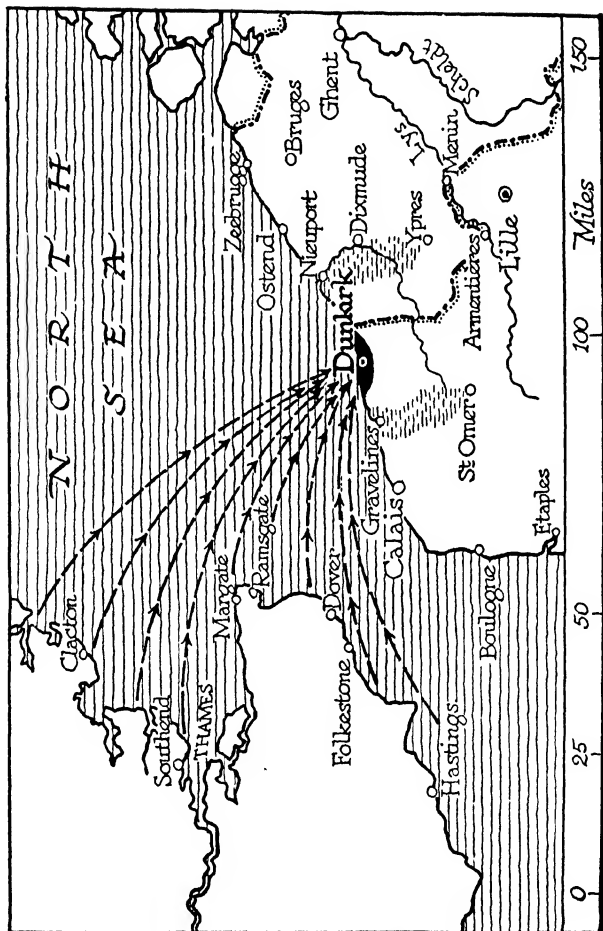 NORTH
SEA
Clacton
Southend
THAMES
Margate
Ramsgate
Dover
Folkestone
Hastings
Zeebrugge
Ostend
Bruges
Nieuport
Ghent
Dunkirk
Dixmude
Scheldt
Gravelines
Ypres
Lys
Calais
Menin
St Omer
Armentières
Boulogne
Lille
Etaples
0 25 50 100 Miles 150